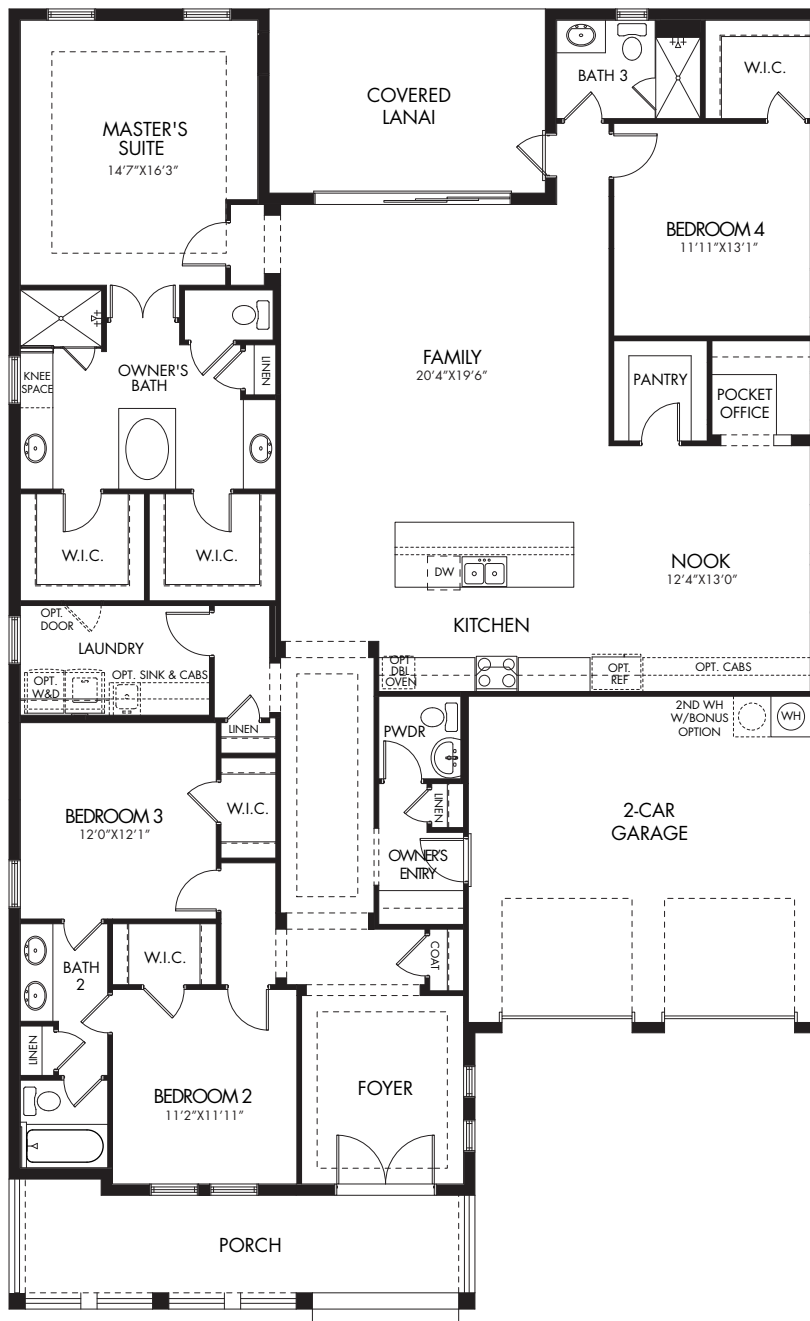 BATH 3
W.I.C.
COVERED
LANAI
MASTER'S
SUITE
14'7"X16'3"
BEDROOM 4
11'11"X13'1"
FAMILY
20'4"X19'6"
LINEN
KNEE
SPACE
OWNER'S
BATH
PANTRY
POCKET
OFFICE
W.I.C.
W.I.C.
DW
NOOK
12'4"X13'0"
KITCHEN
OPT.
DOOR
LAUNDRY
OPT.
W&D
OPT. SINK & CABS
OPT
DBL
OVEN
OPT.
REF
OPT. CABS
LINEN
PWDR
2ND WH
W/BONUS
OPTION
WH
BEDROOM 3
12'0"X12'1"
W.I.C.
LINEN
2-CAR
GARAGE
OWNER'S
ENTRY
BATH
2
W.I.C.
COAT
LINEN
BEDROOM 2
11'2"X11'11"
FOYER
PORCH